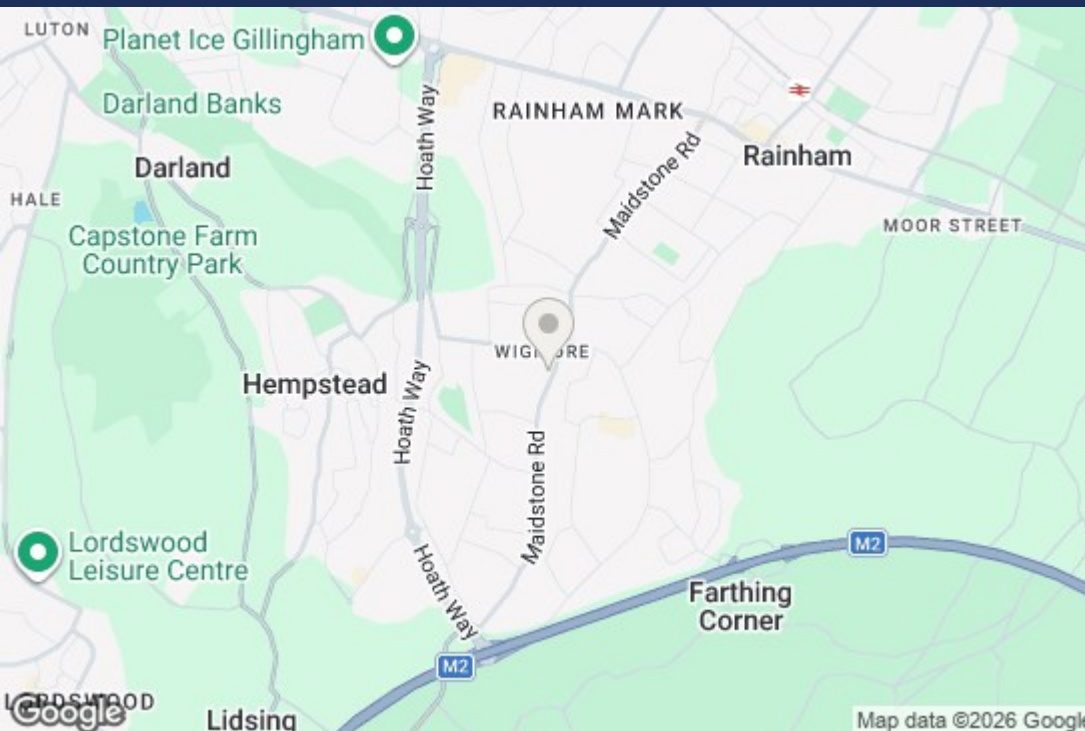 LUTON
Planet Ice Gillingham
Darland Banks
Hoath Way
RAINHAM MARK
Maidstone Rd
Rainham
Darland
HALE
MOOR STREET
Capstone Farm
Country Park
WIGMORE
Hempstead
Hoath Way
Maidstone Rd
Lordswood
Leisure Centre
Hoath Way
M2
Farthing
Corner
M2
LORDSWOOD
Google
Lidsing
Map data ©2026 Google